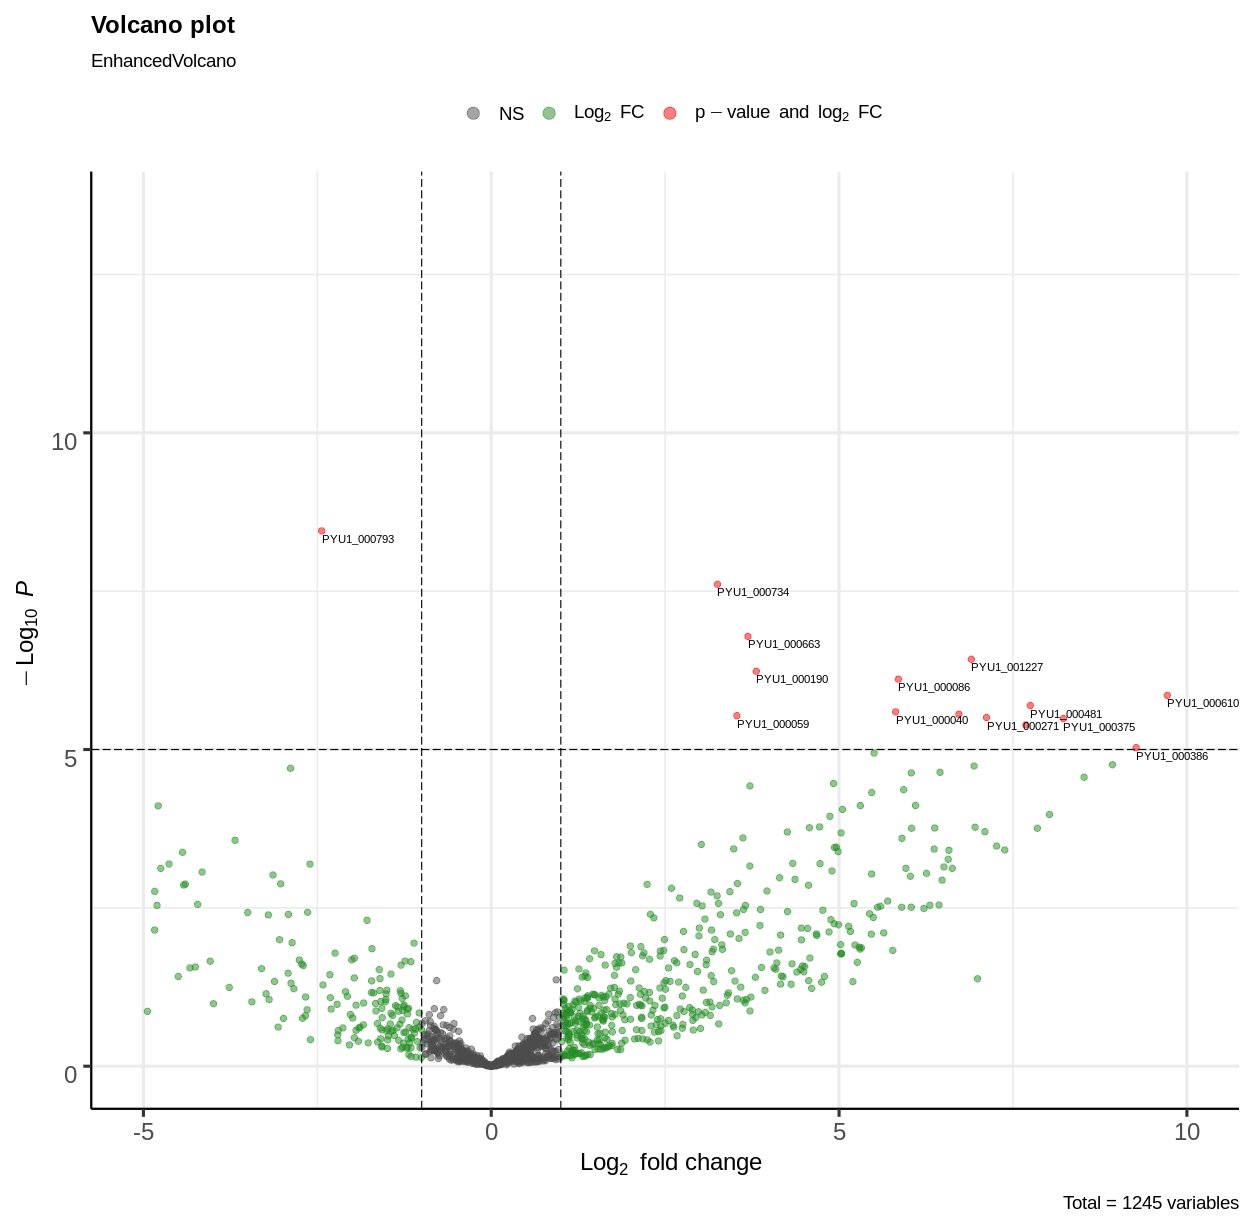 Volcano plot
EnhancedVolcano
NS Log2 FC p − value and log2 FC
10
5
0
− Log10 P
PYU1_000793
PYU1_000734
PYU1_000663
PYU1_001227
PYU1_000190
PYU1_000086
PYU1_000610
PYU1_000481
PYU1_000059
PYU1_000040
PYU1_000271
PYU1_000375
PYU1_000386
-5 0 5 10
Log2 fold change
Total = 1245 variables